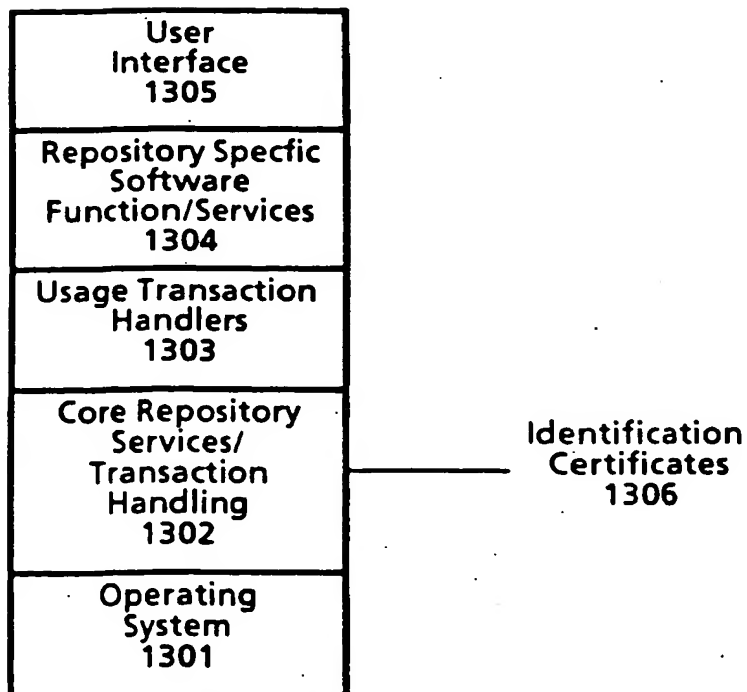 User
Interface
1305
Repository Specfic
Software
Function/Services
1304
Usage Transaction
Handlers
1303
Core Repository
Services/
Transaction
Handling
1302
Identification
Certificates
1306
Operating
System
1301